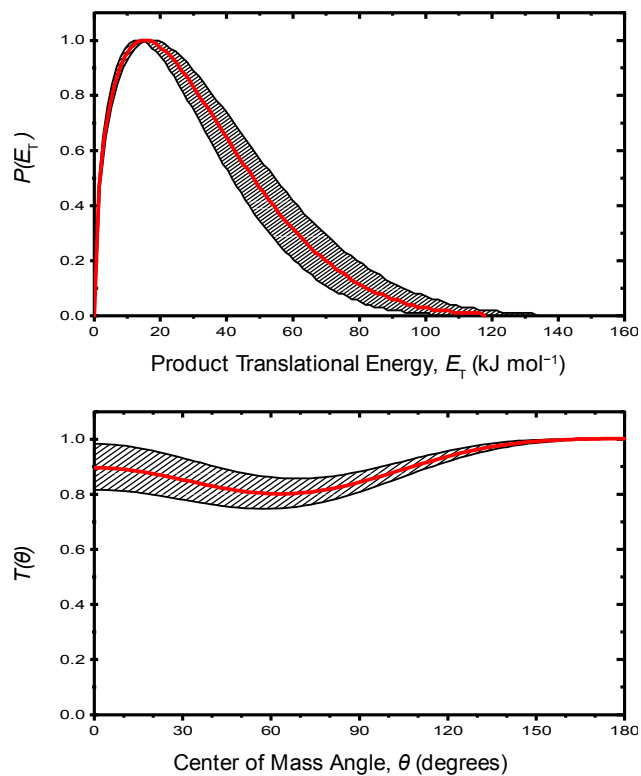 P(E_T)
1.0
0.8
0.6
0.4
0.2
0.0
0 20 40 60 80 100 120 140 160
Product Translational Energy, E_T (kJ mol⁻¹)
T(θ)
1.0
0.8
0.6
0.4
0.2
0.0
0 30 60 90 120 150 180
Center of Mass Angle, θ (degrees)